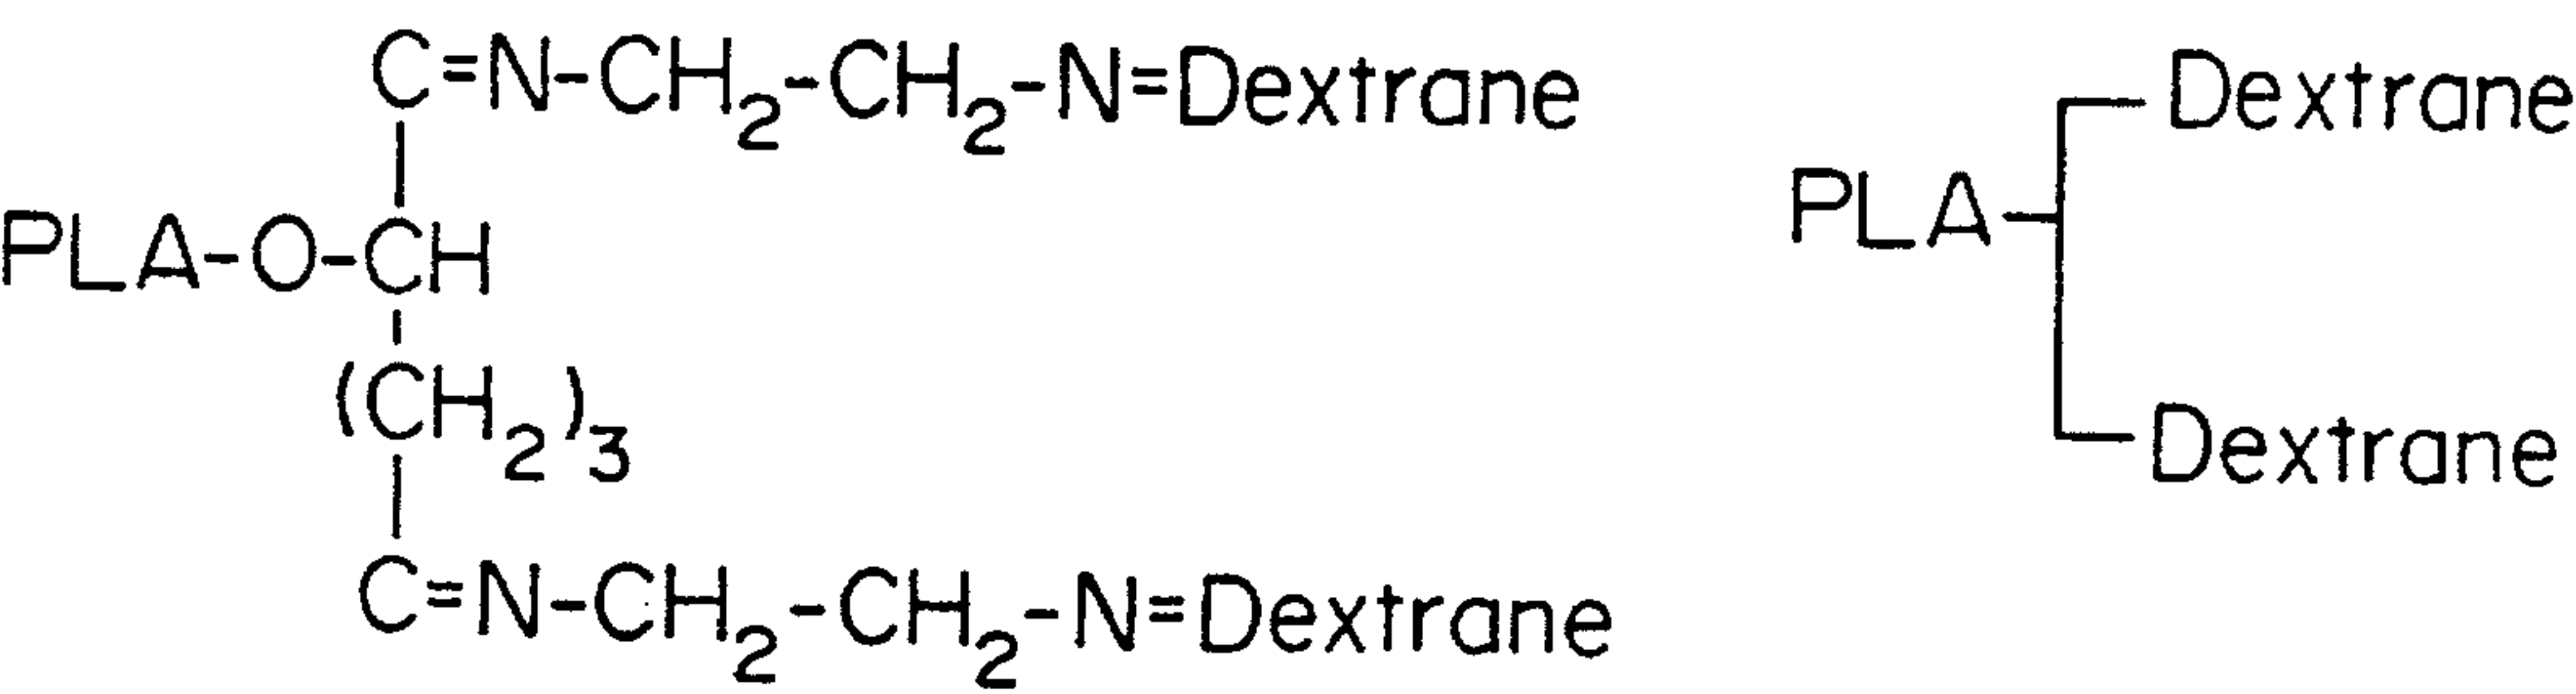 C=N-CH₂-CH₂-N=Dextrane
PLA-O-CH
(CH₂)₃
C=N-CH₂-CH₂-N=Dextrane
Dextrane
PLA
Dextrane